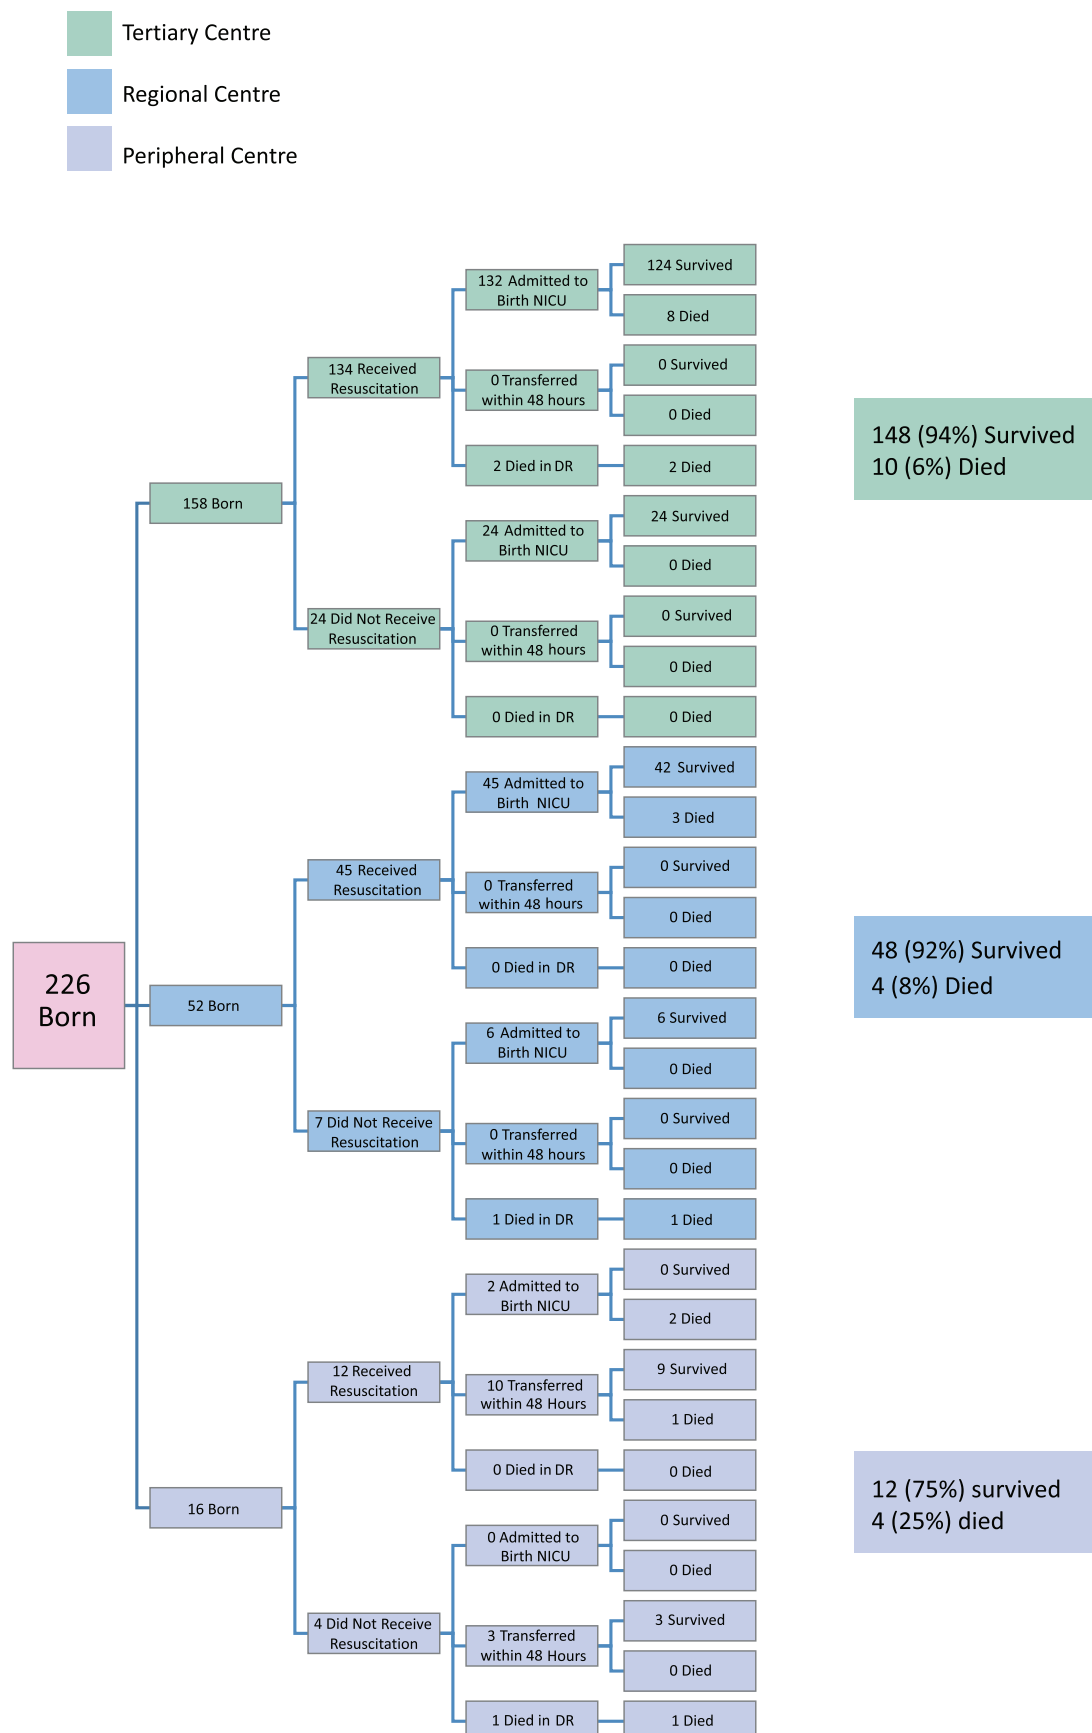 Tertiary Centre
Regional Centre
Peripheral Centre
124 Survived
132 Admitted to
Birth NICU
8 Died
0 Survived
134 Received
Resuscitation
0 Transferred
within 48 hours
0 Died
148 (94%) Survived
10 (6%) Died
2 Died in DR
2 Died
158 Born
24 Survived
24 Admitted to
Birth NICU
0 Died
24 Did Not Receive
Resuscitation
0 Survived
0 Transferred
within 48 hours
0 Died
0 Died in DR
0 Died
42 Survived
45 Admitted to
Birth NICU
3 Died
45 Received
Resuscitation
0 Survived
0 Transferred
within 48 hours
0 Died
0 Died in DR
0 Died
226
Born
52 Born
48 (92%) Survived
4 (8%) Died
6 Survived
6 Admitted to
Birth NICU
0 Died
7 Did Not Receive
Resuscitation
0 Survived
0 Transferred
within 48 hours
0 Died
1 Died in DR
1 Died
0 Survived
2 Admitted to
Birth NICU
2 Died
12 Received
Resuscitation
9 Survived
10 Transferred
within 48 Hours
1 Died
0 Died in DR
0 Died
16 Born
12 (75%) survived
4 (25%) died
0 Survived
0 Admitted to
Birth NICU
0 Died
4 Did Not Receive
Resuscitation
3 Survived
3 Transferred
within 48 Hours
0 Died
1 Died in DR
1 Died